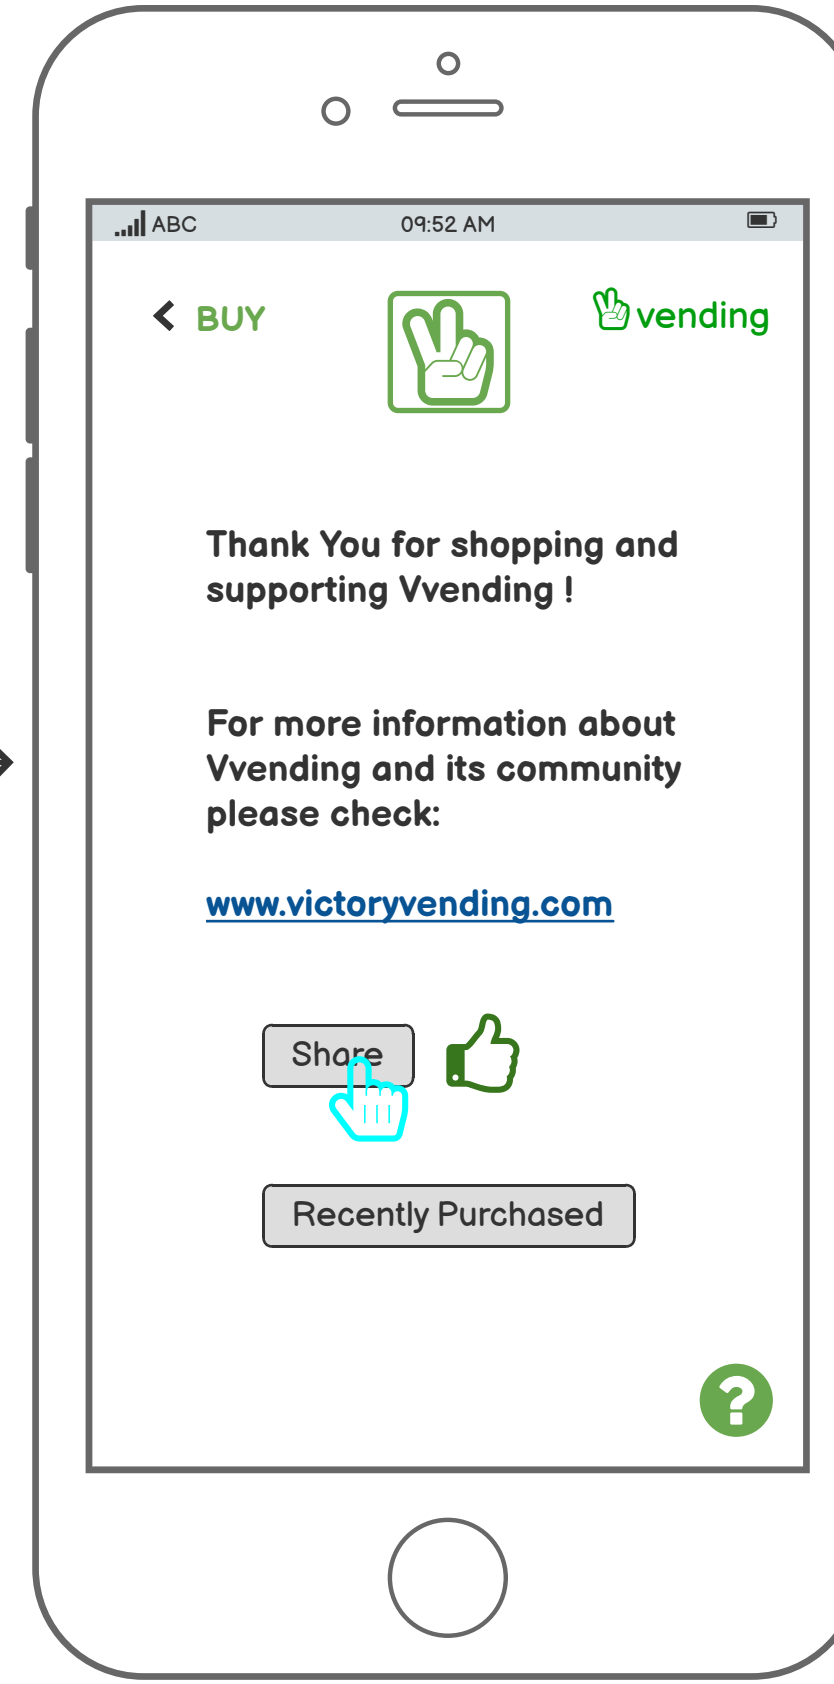 ABC 09:52 AM
BUY
vending
Thank You for shopping and
supporting Vvending !
For more information about
Vvending and its community
please check:
www.victoryvending.com
Share
Recently Purchased
?